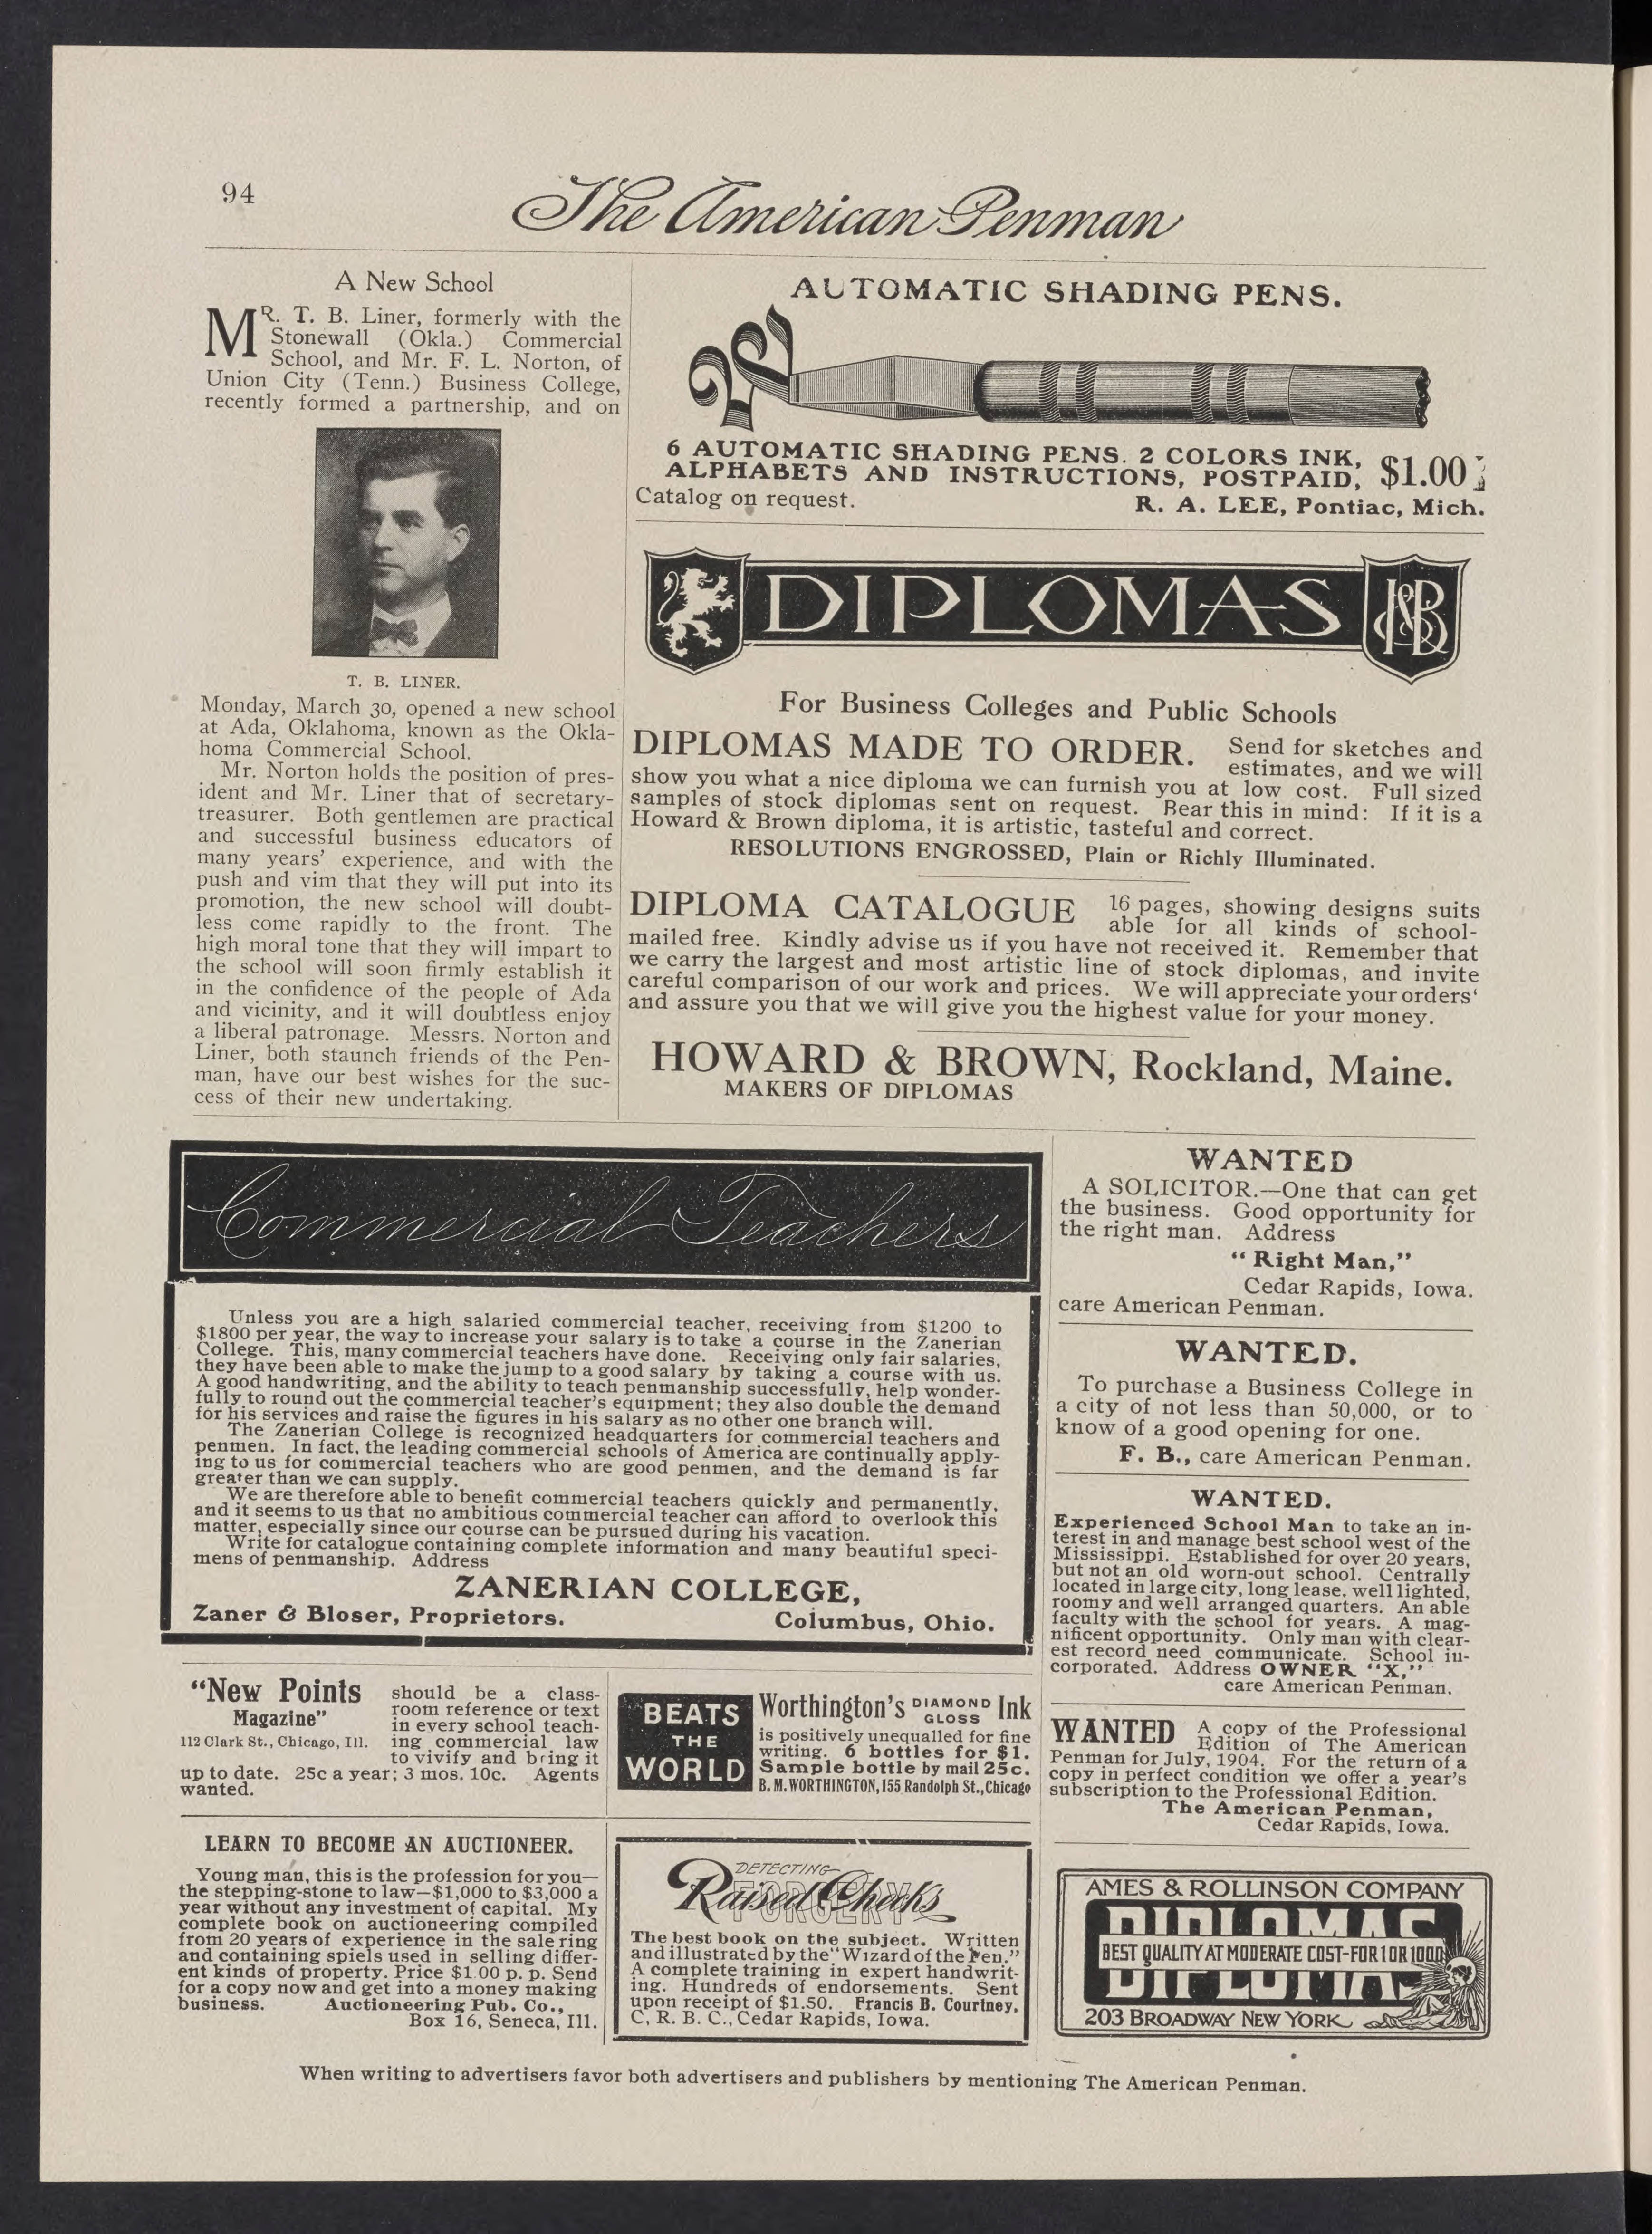 94
The American Penman
A New School
MR. T. B. Liner, formerly with the
Stonewall (Okla.) Commercial
School, and Mr. F. L. Norton, of
Union City (Tenn.) Business College,
recently formed a partnership, and on
T. B. LINER.
Monday, March 30, opened a new school
at Ada, Oklahoma, known as the Okla-
homa Commercial School.
Mr. Norton holds the position of pres-
ident and Mr. Liner that of secretary-
treasurer. Both gentlemen are practical
and successful business educators of
many years' experience, and with the
push and vim that they will put into its
promotion, the new school will doubt-
less come rapidly to the front. The
high moral tone that they will impart to
the school will soon firmly establish it
in the confidence of the people of Ada
and vicinity, and it will doubtless enjoy
a liberal patronage. Messrs. Norton and
Liner, both staunch friends of the Pen-
man, have our best wishes for the suc-
cess of their new undertaking.
AUTOMATIC SHADING PENS.
6 AUTOMATIC SHADING PENS. 2 COLORS INK,
ALPHABETS AND INSTRUCTIONS, POSTPAID, $1.00
Catalog on request. R. A. LEE, Pontiac, Mich.
DIPLOMAS H&B
For Business Colleges and Public Schools
DIPLOMAS MADE TO ORDER. Send for sketches and
estimates, and we will
show you what a nice diploma we can furnish you at low cost. Full sized
samples of stock diplomas sent on request. Bear this in mind: If it is a
Howard & Brown diploma, it is artistic, tasteful and correct.
RESOLUTIONS ENGROSSED, Plain or Richly Illuminated.
DIPLOMA CATALOGUE 16 pages, showing designs suits
able for all kinds of school-
mailed free. Kindly advise us if you have not received it. Remember that
we carry the largest and most artistic line of stock diplomas, and invite
careful comparison of our work and prices. We will appreciate your orders'
and assure you that we will give you the highest value for your money.
HOWARD & BROWN, Rockland, Maine.
MAKERS OF DIPLOMAS
Commercial Teachers
Unless you are a high salaried commercial teacher, receiving from $1200 to
$1800 per year, the way to increase your salary is to take a course in the Zanerian
College. This, many commercial teachers have done. Receiving only fair salaries,
they have been able to make the jump to a good salary by taking a course with us.
A good handwriting, and the ability to teach penmanship successfully, help wonder-
fully to round out the commercial teacher's equipment; they also double the demand
for his services and raise the figures in his salary as no other one branch will.
The Zanerian College is recognized headquarters for commercial teachers and
penmen. In fact, the leading commercial schools of America are continually apply-
ing to us for commercial teachers who are good penmen, and the demand is far
greater than we can supply.
We are therefore able to benefit commercial teachers quickly and permanently,
and it seems to us that no ambitious commercial teacher can afford to overlook this
matter, especially since our course can be pursued during his vacation.
Write for catalogue containing complete information and many beautiful speci-
mens of penmanship. Address
ZANERIAN COLLEGE,
Zaner & Bloser, Proprietors. Columbus, Ohio.
WANTED
A SOLICITOR.—One that can get
the business. Good opportunity for
the right man. Address
"Right Man,"
Cedar Rapids, Iowa.
care American Penman.
WANTED.
To purchase a Business College in
a city of not less than 50,000, or to
know of a good opening for one.
F. B., care American Penman.
WANTED.
Experienced School Man to take an in-
terest in and manage best school west of the
Mississippi. Established for over 20 years,
but not an old worn-out school. Centrally
located in large city, long lease, well lighted,
roomy and well arranged quarters. An able
faculty with the school for years. A mag-
nificent opportunity. Only man with clear-
est record need communicate. School in-
corporated. Address OWNER "X,"
care American Penman.
WANTED A copy of the Professional
Edition of The American
Penman for July, 1904. For the return of a
copy in perfect condition we offer a year's
subscription to the Professional Edition.
The American Penman,
Cedar Rapids, Iowa.
"New Points
Magazine"
112 Clark St., Chicago, Ill.
should be a class-
room reference or text
in every school teach-
ing commercial law
to vivify and bring it
up to date. 25c a year; 3 mos. 10c. Agents
wanted.
BEATS
THE
WORLD
Worthington's DIAMOND GLOSS Ink
is positively unequalled for fine
writing. 6 bottles for $1.
Sample bottle by mail 25c.
B. M. WORTHINGTON, 155 Randolph St., Chicago
LEARN TO BECOME AN AUCTIONEER.
Young man, this is the profession for you—
the stepping-stone to law—$1,000 to $3,000 a
year without any investment of capital. My
complete book on auctioneering compiled
from 20 years of experience in the sale ring
and containing spiels used in selling differ-
ent kinds of property. Price $1.00 p. p. Send
for a copy now and get into a money making
business. Auctioneering Pub. Co.,
Box 16, Seneca, Ill.
DETECTING
FORGERY
Raised Checks
The best book on the subject. Written
and illustrated by the "Wizard of the Pen."
A complete training in expert handwrit-
ing. Hundreds of endorsements. Sent
upon receipt of $1.50. Francis B. Courtney,
C, R. B. C., Cedar Rapids, Iowa.
AMES & ROLLINSON COMPANY
DIPLOMAS
BEST QUALITY AT MODERATE COST-FOR 1 OR 1000
DIPLOMAS
203 BROADWAY NEW YORK
When writing to advertisers favor both advertisers and publishers by mentioning The American Penman.